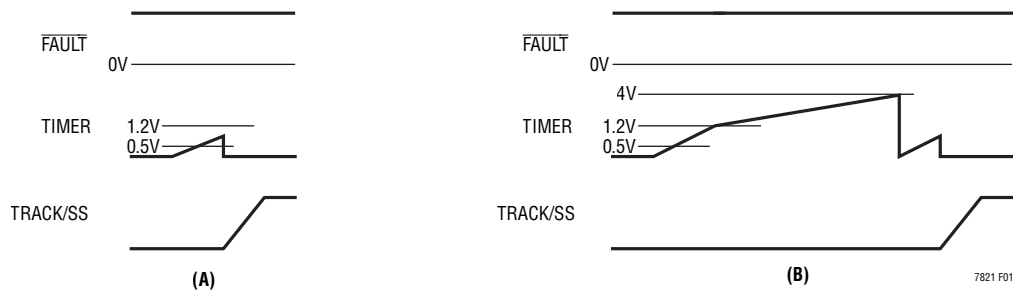 FAULT
0V
TIMER
1.2V
0.5V
TRACK/SS
(A)
FAULT
0V
4V
TIMER
1.2V
0.5V
TRACK/SS
(B)
7821 F01